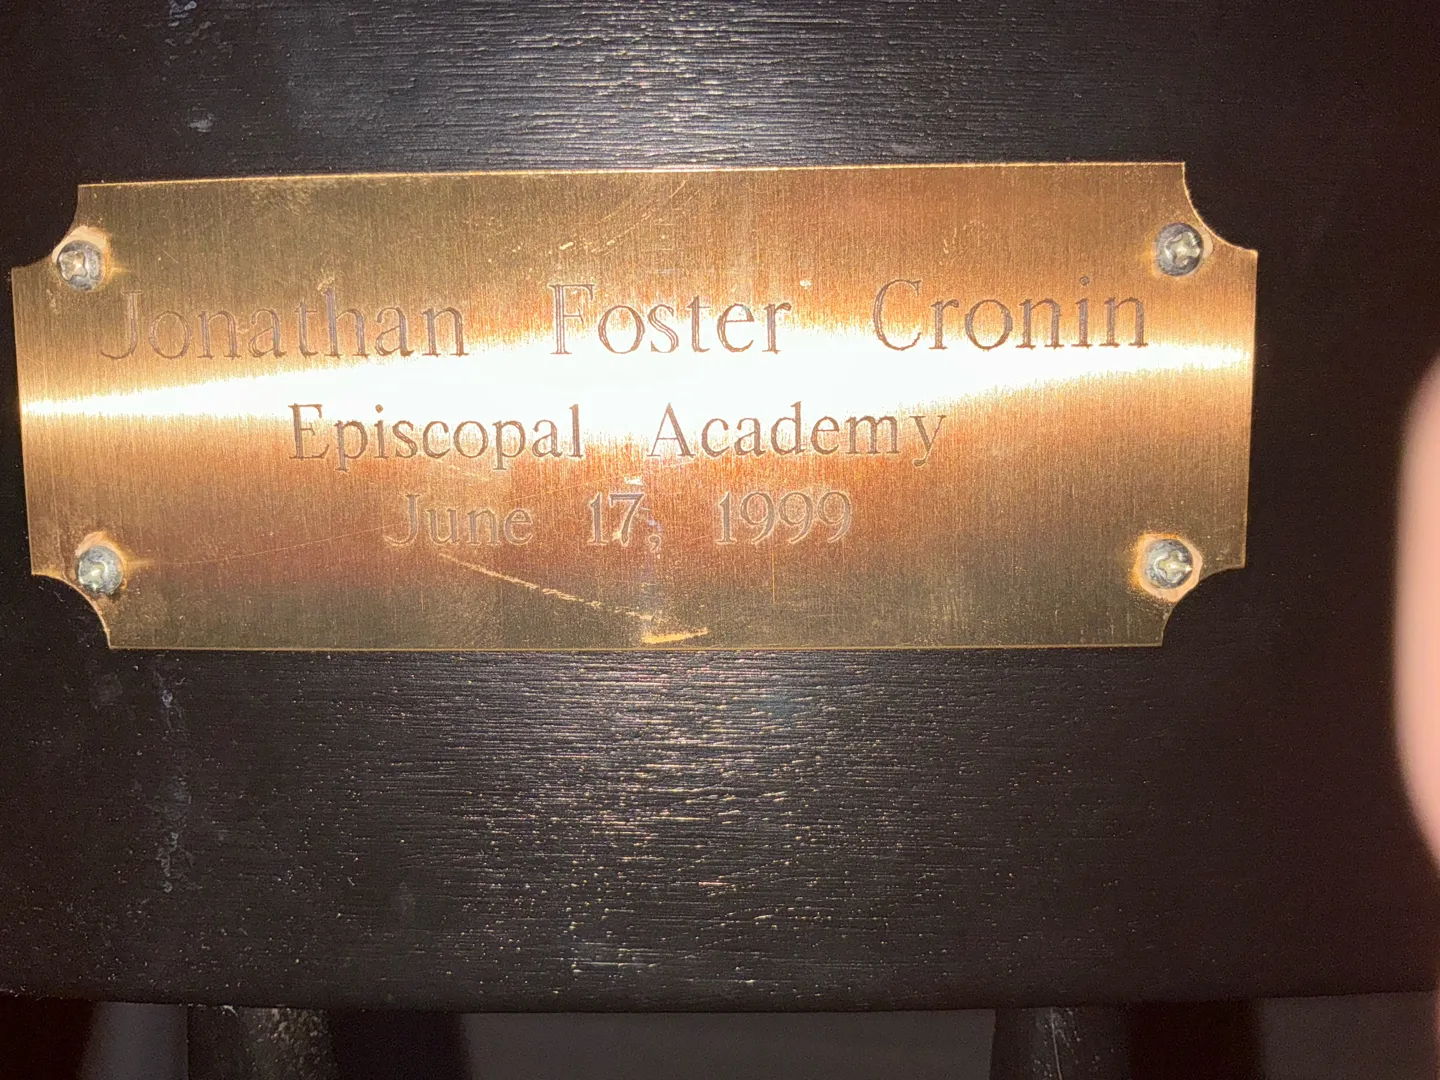 Jonathan Foster Cronin
Episcopal Academy
June 17, 1999